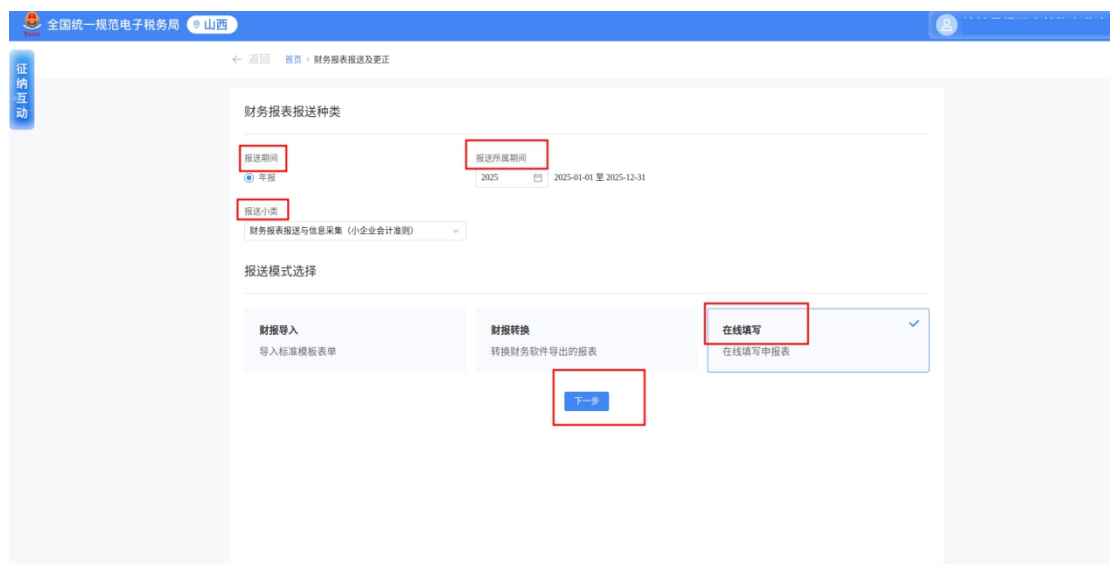 全国统一规范电子税务局 山西
征纳互动
← 返回 首页 › 财务报表报送及更正
财务报表报送种类
报送期间 报送所属期间
年报 2025 2025-01-01 至 2025-12-31
报送小类
财务报表报送与信息采集（小企业会计准则）
报送模式选择
财报导入 财报转换 在线填写
导入标准模板表单 转换财务软件导出的报表 在线填写申报表
下一步